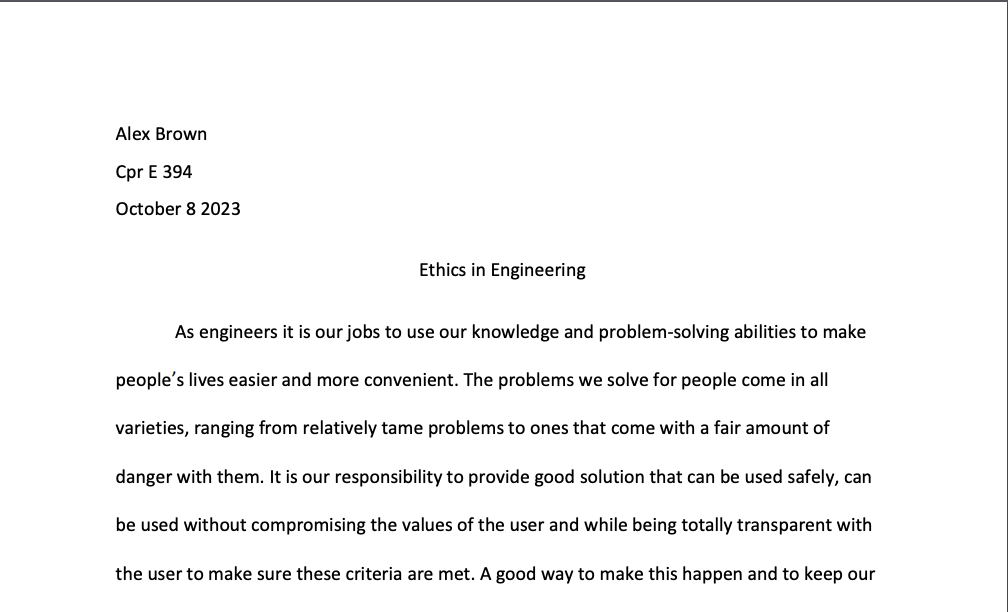 Alex Brown
Cpr E 394
October 8 2023
Ethics in Engineering
As engineers it is our jobs to use our knowledge and problem-solving abilities to make
people’s lives easier and more convenient. The problems we solve for people come in all
varieties, ranging from relatively tame problems to ones that come with a fair amount of
danger with them. It is our responsibility to provide good solution that can be used safely, can
be used without compromising the values of the user and while being totally transparent with
the user to make sure these criteria are met. A good way to make this happen and to keep our